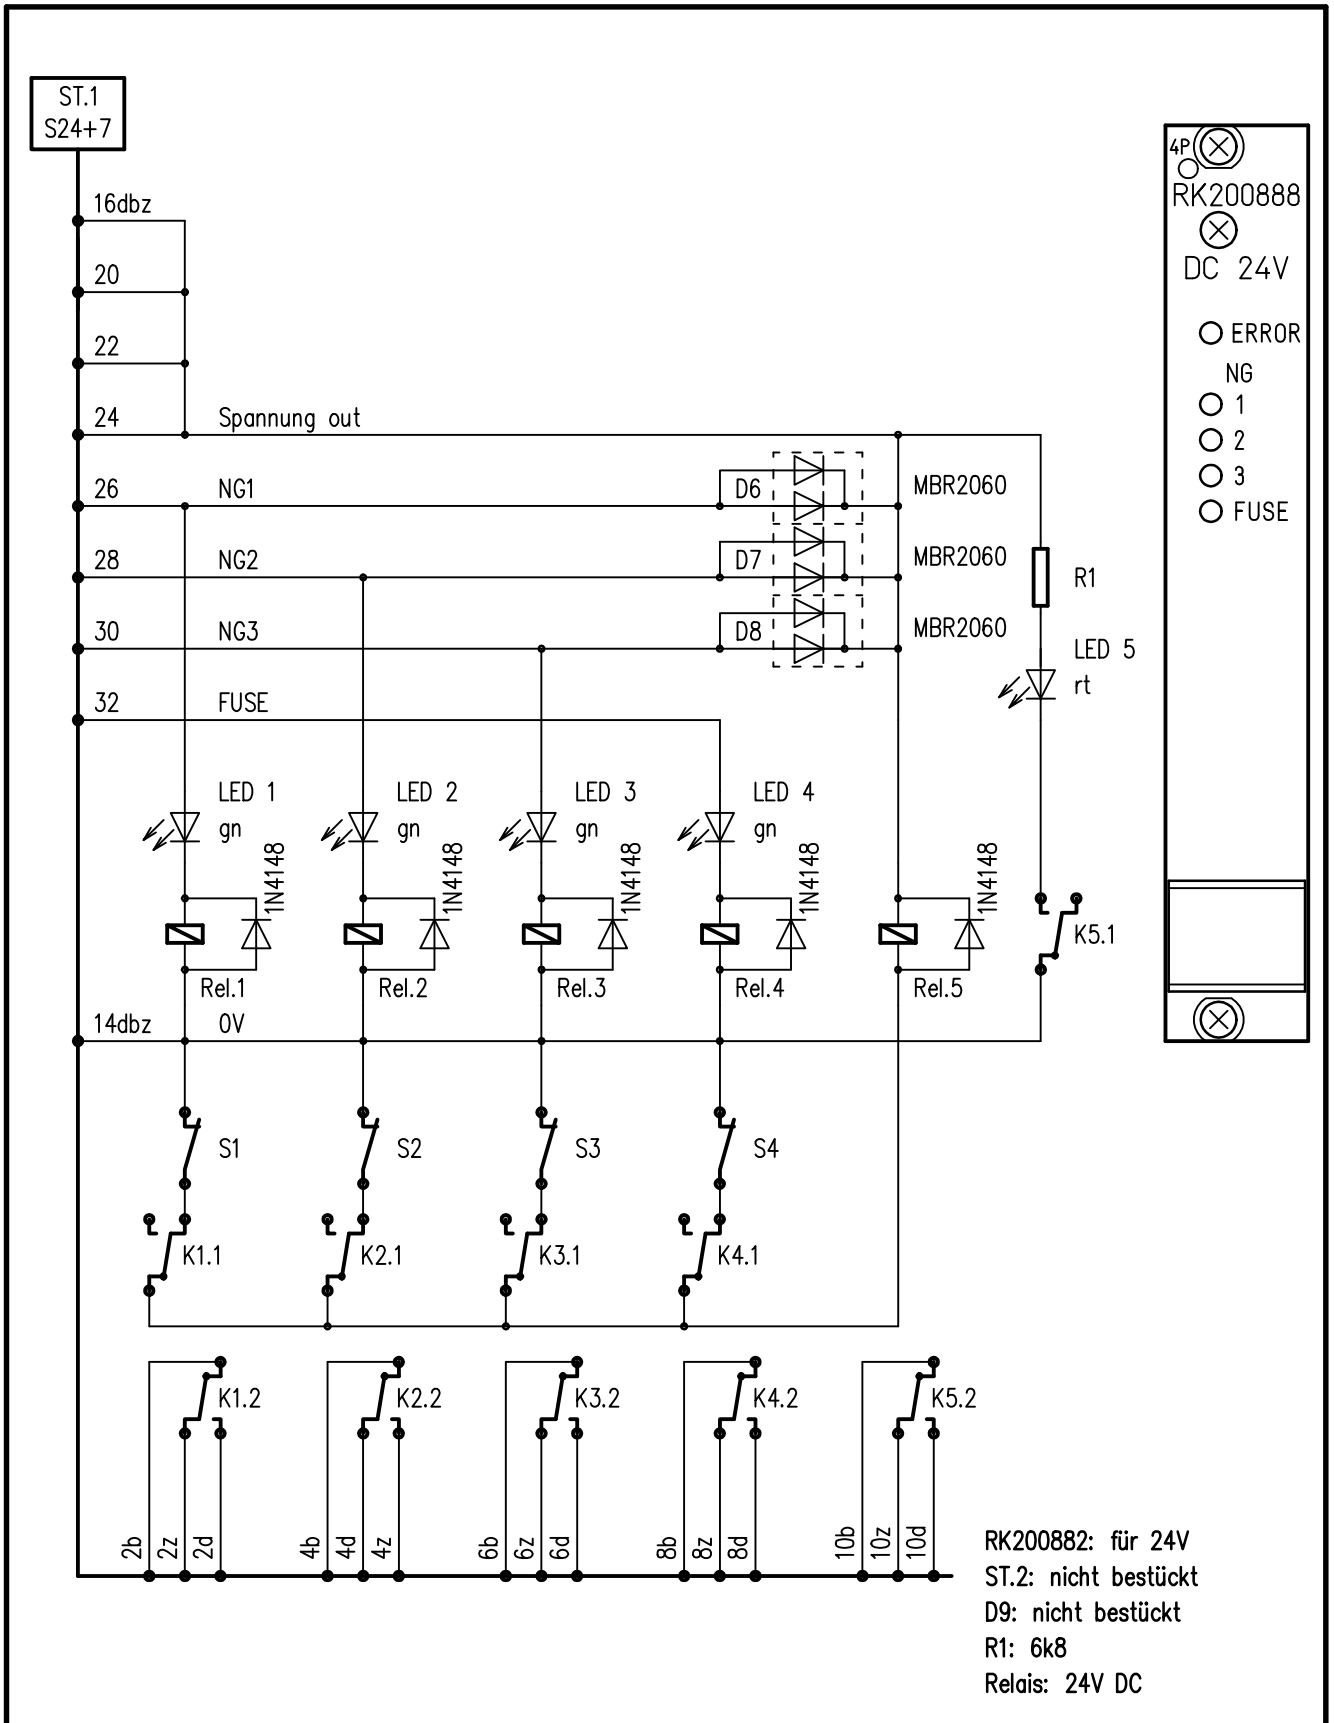 ST.1
S24+7
16dbz
20
22
24 Spannung out
26 NG1 D6 MBR2060
28 NG2 D7 MBR2060
30 NG3 D8 MBR2060
32 FUSE
R1
LED 5
rt
LED 1
gn
LED 2
gn
LED 3
gn
LED 4
gn
1N4148
1N4148
1N4148
1N4148
1N4148
Rel.1
Rel.2
Rel.3
Rel.4
Rel.5
K5.1
14dbz 0V
S1
S2
S3
S4
K1.1
K2.1
K3.1
K4.1
K1.2
K2.2
K3.2
K4.2
K5.2
2b
2z
2d
4b
4d
4z
6b
6z
6d
8b
8z
8d
10b
10z
10d
4P
RK200888
DC 24V
ERROR
NG
1
2
3
FUSE
RK200882: für 24V
ST.2: nicht bestückt
D9: nicht bestückt
R1: 6k8
Relais: 24V DC